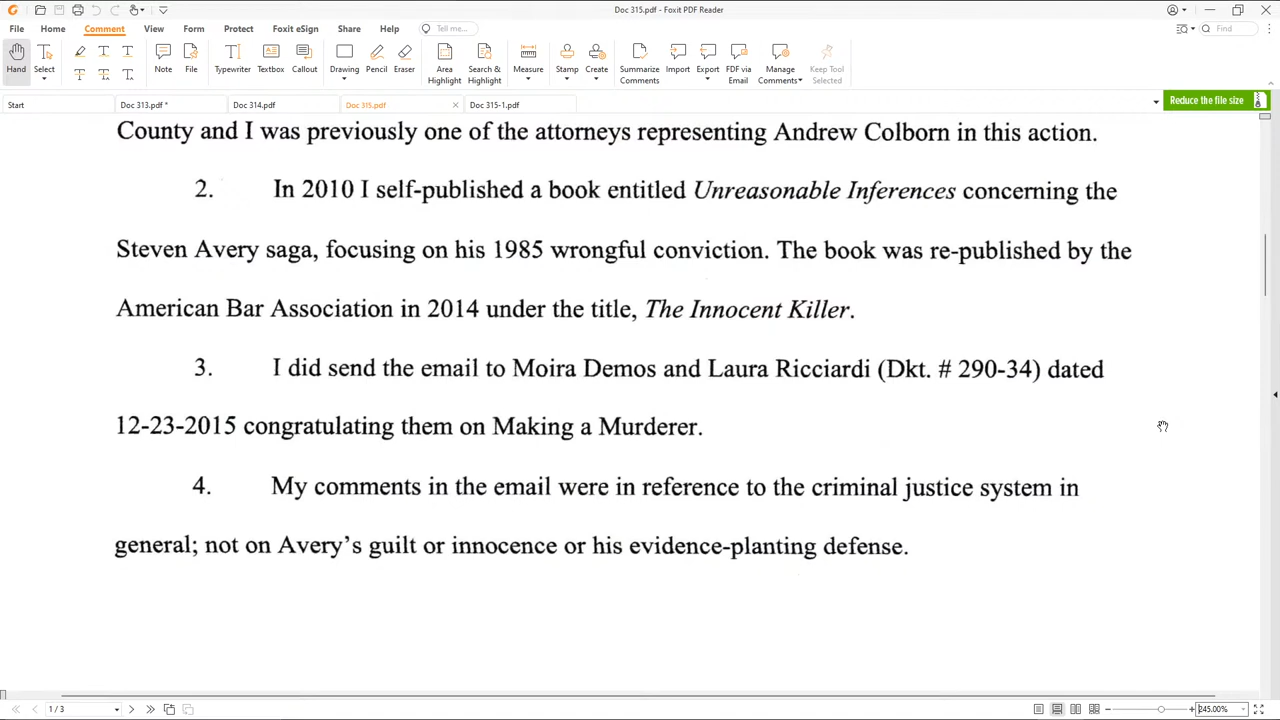 Doc 315.pdf - Foxit PDF Reader
File Home Comment View Form Protect Foxit eSign Share Help Tell me...
Find
Hand Select Note File Typewriter Textbox Callout Drawing Pencil Eraser Area Highlight Search & Highlight Measure Stamp Create Summarize Comments Import Export FDF via Email Manage Comments Keep Tool Selected
Start Doc 313.pdf * Doc 314.pdf Doc 315.pdf Doc 315-1.pdf Reduce the file size
County and I was previously one of the attorneys representing Andrew Colborn in this action.
2. In 2010 I self-published a book entitled Unreasonable Inferences concerning the
Steven Avery saga, focusing on his 1985 wrongful conviction. The book was re-published by the
American Bar Association in 2014 under the title, The Innocent Killer.
3. I did send the email to Moira Demos and Laura Ricciardi (Dkt. # 290-34) dated
12-23-2015 congratulating them on Making a Murderer.
4. My comments in the email were in reference to the criminal justice system in
general; not on Avery's guilt or innocence or his evidence-planting defense.
1 / 3 245.00%